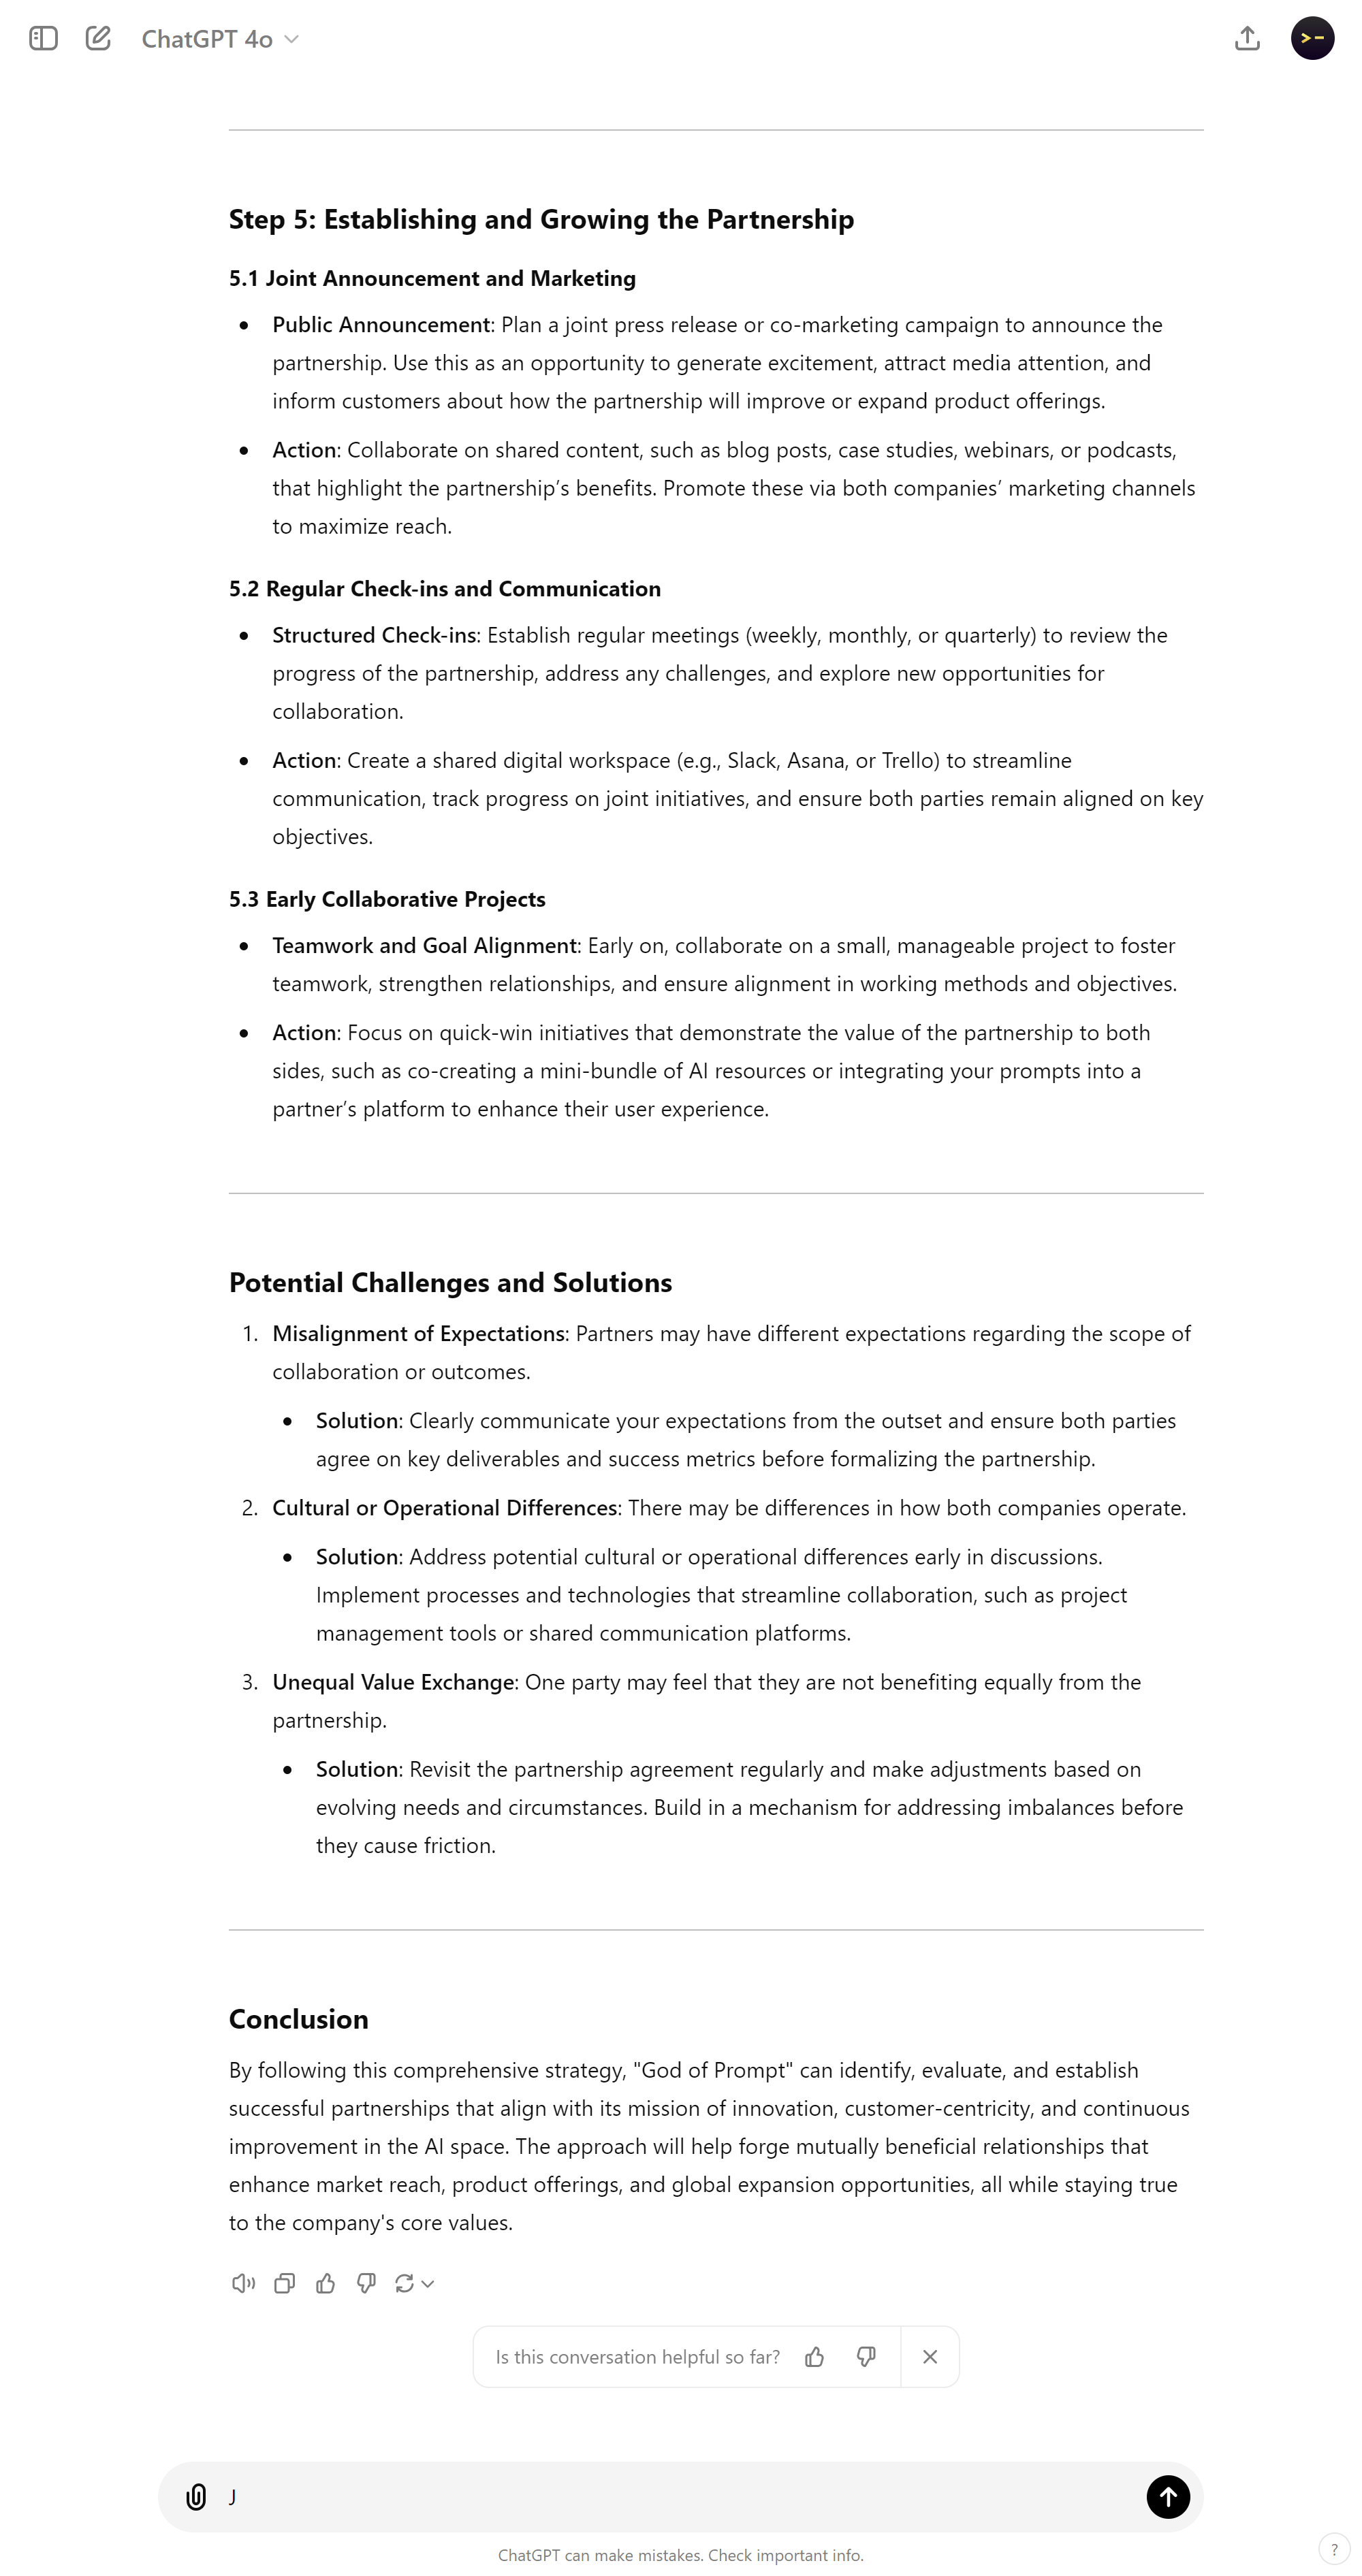 ChatGPT 4o
Step 5: Establishing and Growing the Partnership
5.1 Joint Announcement and Marketing
Public Announcement: Plan a joint press release or co-marketing campaign to announce the
partnership. Use this as an opportunity to generate excitement, attract media attention, and
inform customers about how the partnership will improve or expand product offerings.
Action: Collaborate on shared content, such as blog posts, case studies, webinars, or podcasts,
that highlight the partnership’s benefits. Promote these via both companies’ marketing channels
to maximize reach.
5.2 Regular Check-ins and Communication
Structured Check-ins: Establish regular meetings (weekly, monthly, or quarterly) to review the
progress of the partnership, address any challenges, and explore new opportunities for
collaboration.
Action: Create a shared digital workspace (e.g., Slack, Asana, or Trello) to streamline
communication, track progress on joint initiatives, and ensure both parties remain aligned on key
objectives.
5.3 Early Collaborative Projects
Teamwork and Goal Alignment: Early on, collaborate on a small, manageable project to foster
teamwork, strengthen relationships, and ensure alignment in working methods and objectives.
Action: Focus on quick-win initiatives that demonstrate the value of the partnership to both
sides, such as co-creating a mini-bundle of AI resources or integrating your prompts into a
partner’s platform to enhance their user experience.
Potential Challenges and Solutions
1. Misalignment of Expectations: Partners may have different expectations regarding the scope of
collaboration or outcomes.
Solution: Clearly communicate your expectations from the outset and ensure both parties
agree on key deliverables and success metrics before formalizing the partnership.
2. Cultural or Operational Differences: There may be differences in how both companies operate.
Solution: Address potential cultural or operational differences early in discussions.
Implement processes and technologies that streamline collaboration, such as project
management tools or shared communication platforms.
3. Unequal Value Exchange: One party may feel that they are not benefiting equally from the
partnership.
Solution: Revisit the partnership agreement regularly and make adjustments based on
evolving needs and circumstances. Build in a mechanism for addressing imbalances before
they cause friction.
Conclusion
By following this comprehensive strategy, "God of Prompt" can identify, evaluate, and establish
successful partnerships that align with its mission of innovation, customer-centricity, and continuous
improvement in the AI space. The approach will help forge mutually beneficial relationships that
enhance market reach, product offerings, and global expansion opportunities, all while staying true
to the company's core values.
Is this conversation helpful so far?
J
ChatGPT can make mistakes. Check important info.
?